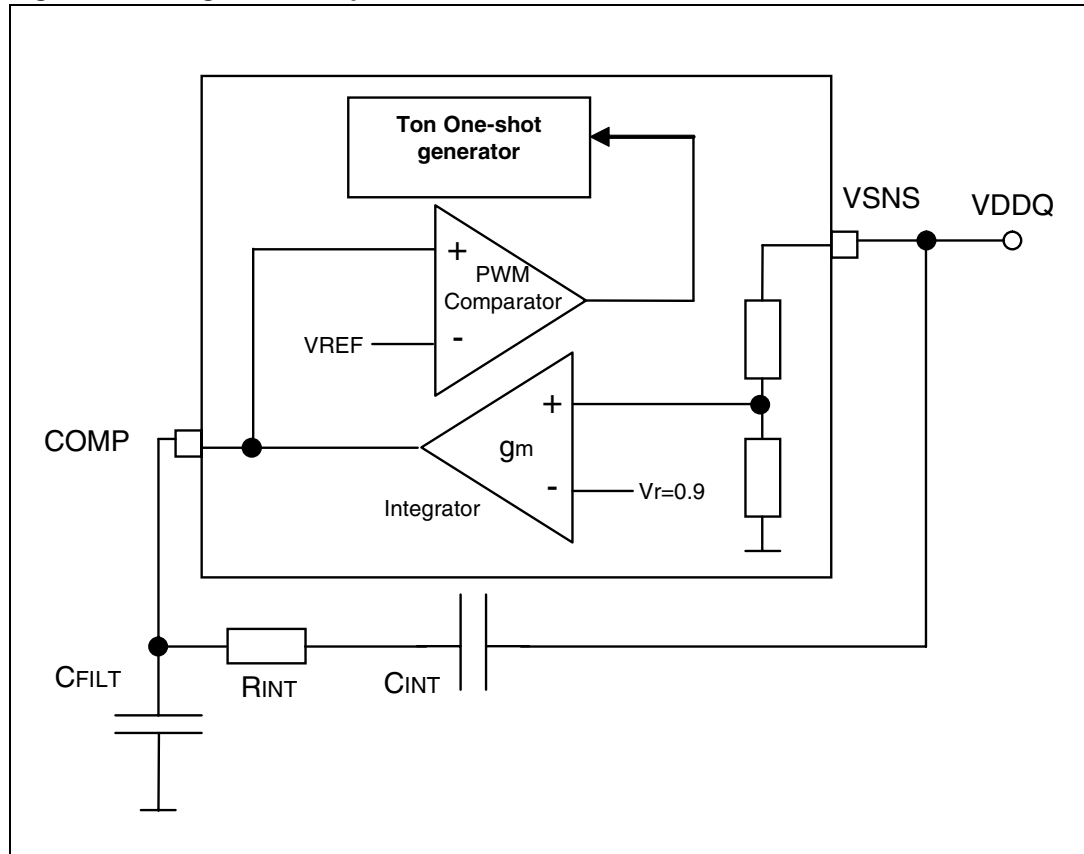 Ton One-shot
generator
VSNS
VDDQ
+
PWM
Comparator
-
VREF
COMP
+
gm
-
Vr=0.9
Integrator
CFILT
RINT
CINT